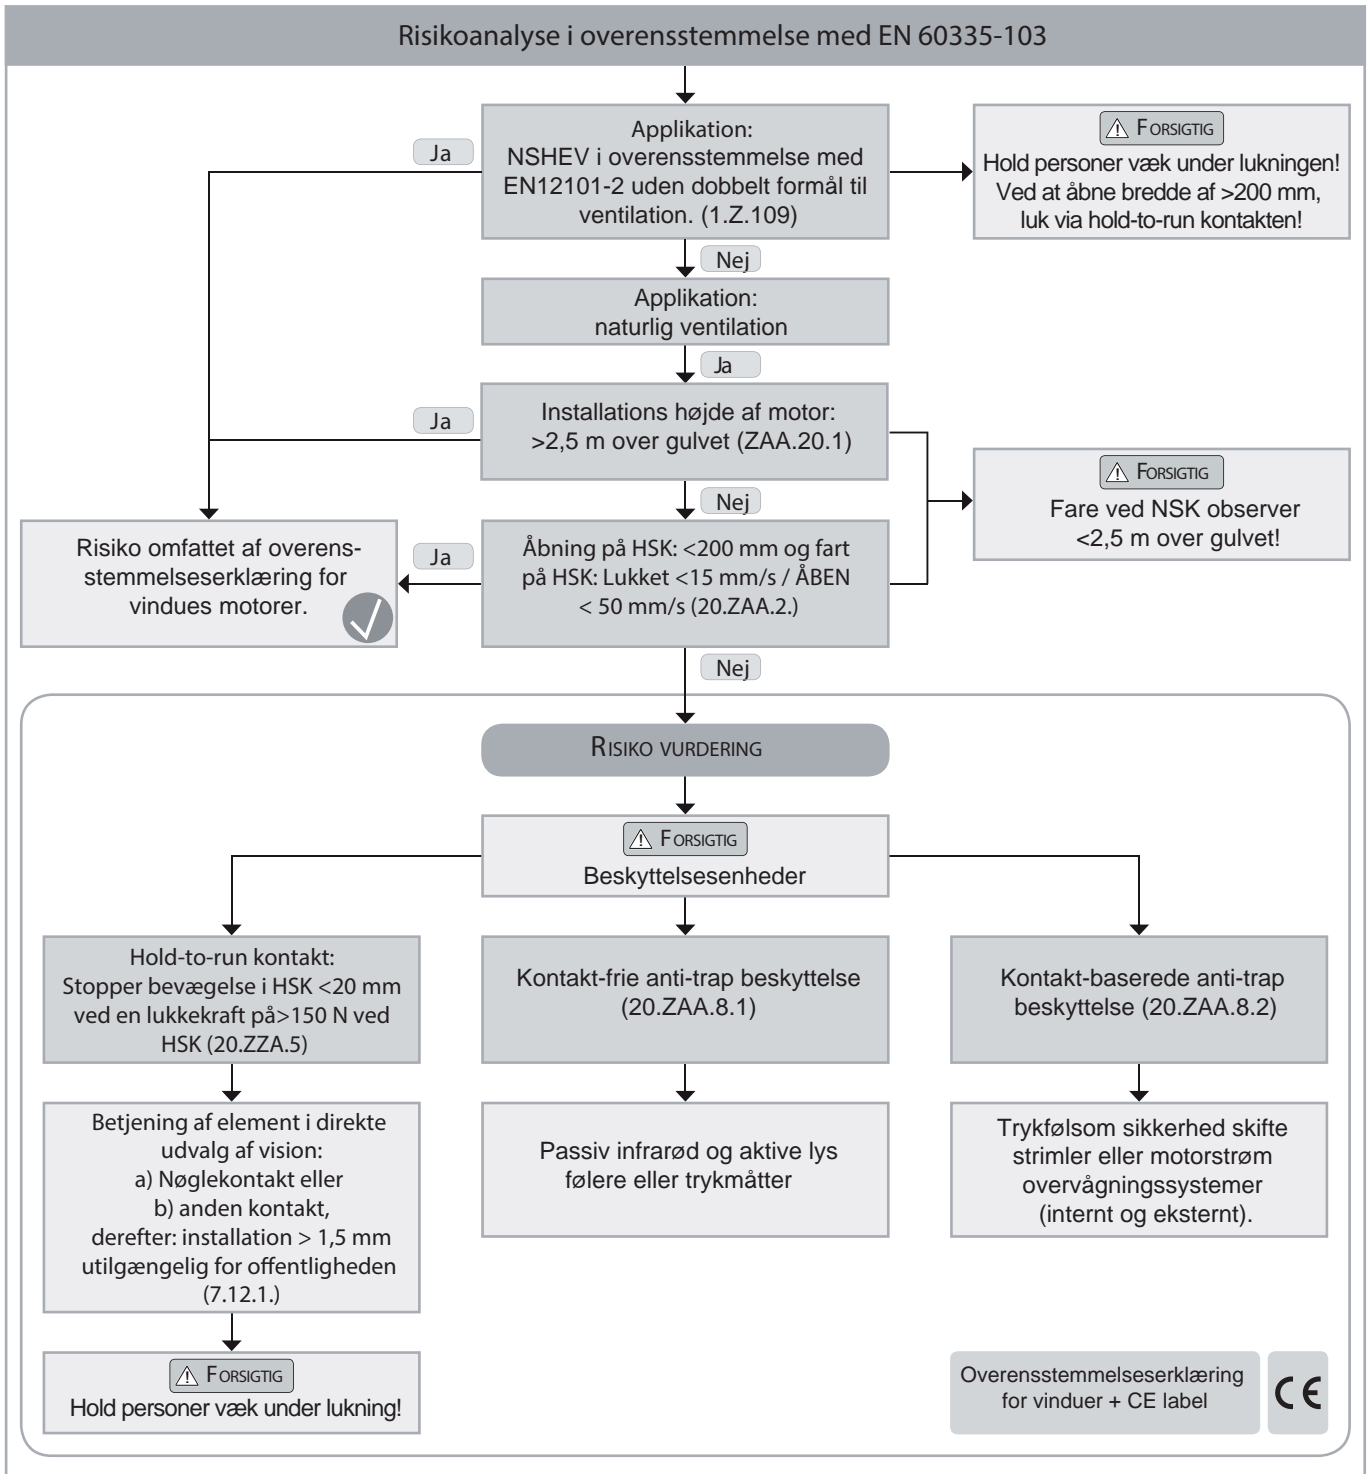 Risikoanalyse i overensstemmelse med EN 60335-103
Applikation:
NSHEV i overensstemmelse med
EN12101-2 uden dobbelt formål til
ventilation. (1.Z.109)
Ja
FORSIGTIG
Hold personer væk under lukningen!
Ved at åbne bredde af >200 mm,
luk via hold-to-run kontakten!
Nej
Applikation:
naturlig ventilation
Ja
Installations højde af motor:
>2,5 m over gulvet (ZAA.20.1)
Ja
FORSIGTIG
Fare ved NSK observer
<2,5 m over gulvet!
Nej
Åbning på HSK: <200 mm og fart
på HSK: Lukket <15 mm/s / ÅBEN
< 50 mm/s (20.ZAA.2.)
Ja
Risiko omfattet af overens-
stemmelseserklæring for
vindues motorer.
Nej
RISIKO VURDERING
FORSIGTIG
Beskyttelsesenheder
Hold-to-run kontakt:
Stopper bevægelse i HSK <20 mm
ved en lukkekraft på>150 N ved
HSK (20.ZZA.5)
Kontakt-frie anti-trap beskyttelse
(20.ZAA.8.1)
Kontakt-baserede anti-trap
beskyttelse (20.ZAA.8.2)
Betjening af element i direkte
udvalg af vision:
a) Nøglekontakt eller
b) anden kontakt,
derefter: installation > 1,5 mm
utilgængelig for offentligheden
(7.12.1.)
Passiv infrarød og aktive lys
følere eller trykmåtter
Trykfølsom sikkerhed skifte
strimler eller motorstrøm
overvågningssystemer
(internt og eksternt).
FORSIGTIG
Hold personer væk under lukning!
Overensstemmelseserklæring
for vinduer + CE label
CE